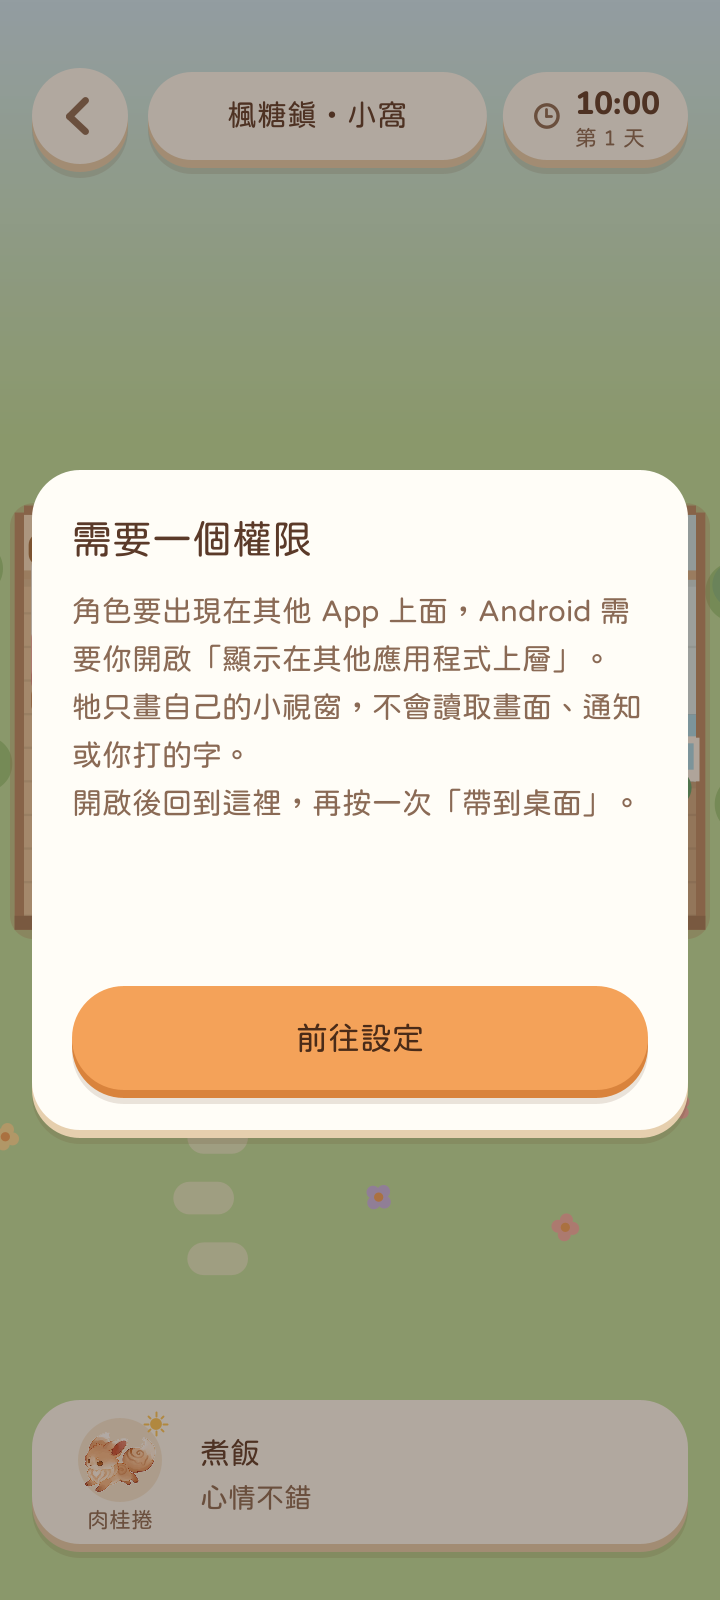 楓糖鎮・小窩
10:00
第 1 天
需要一個權限
角色要出現在其他 App 上面，Android 需
要你開啟「顯示在其他應用程式上層」。
牠只畫自己的小視窗，不會讀取畫面、通知
或你打的字。
開啟後回到這裡，再按一次「帶到桌面」。
前往設定
煮飯
心情不錯
肉桂捲